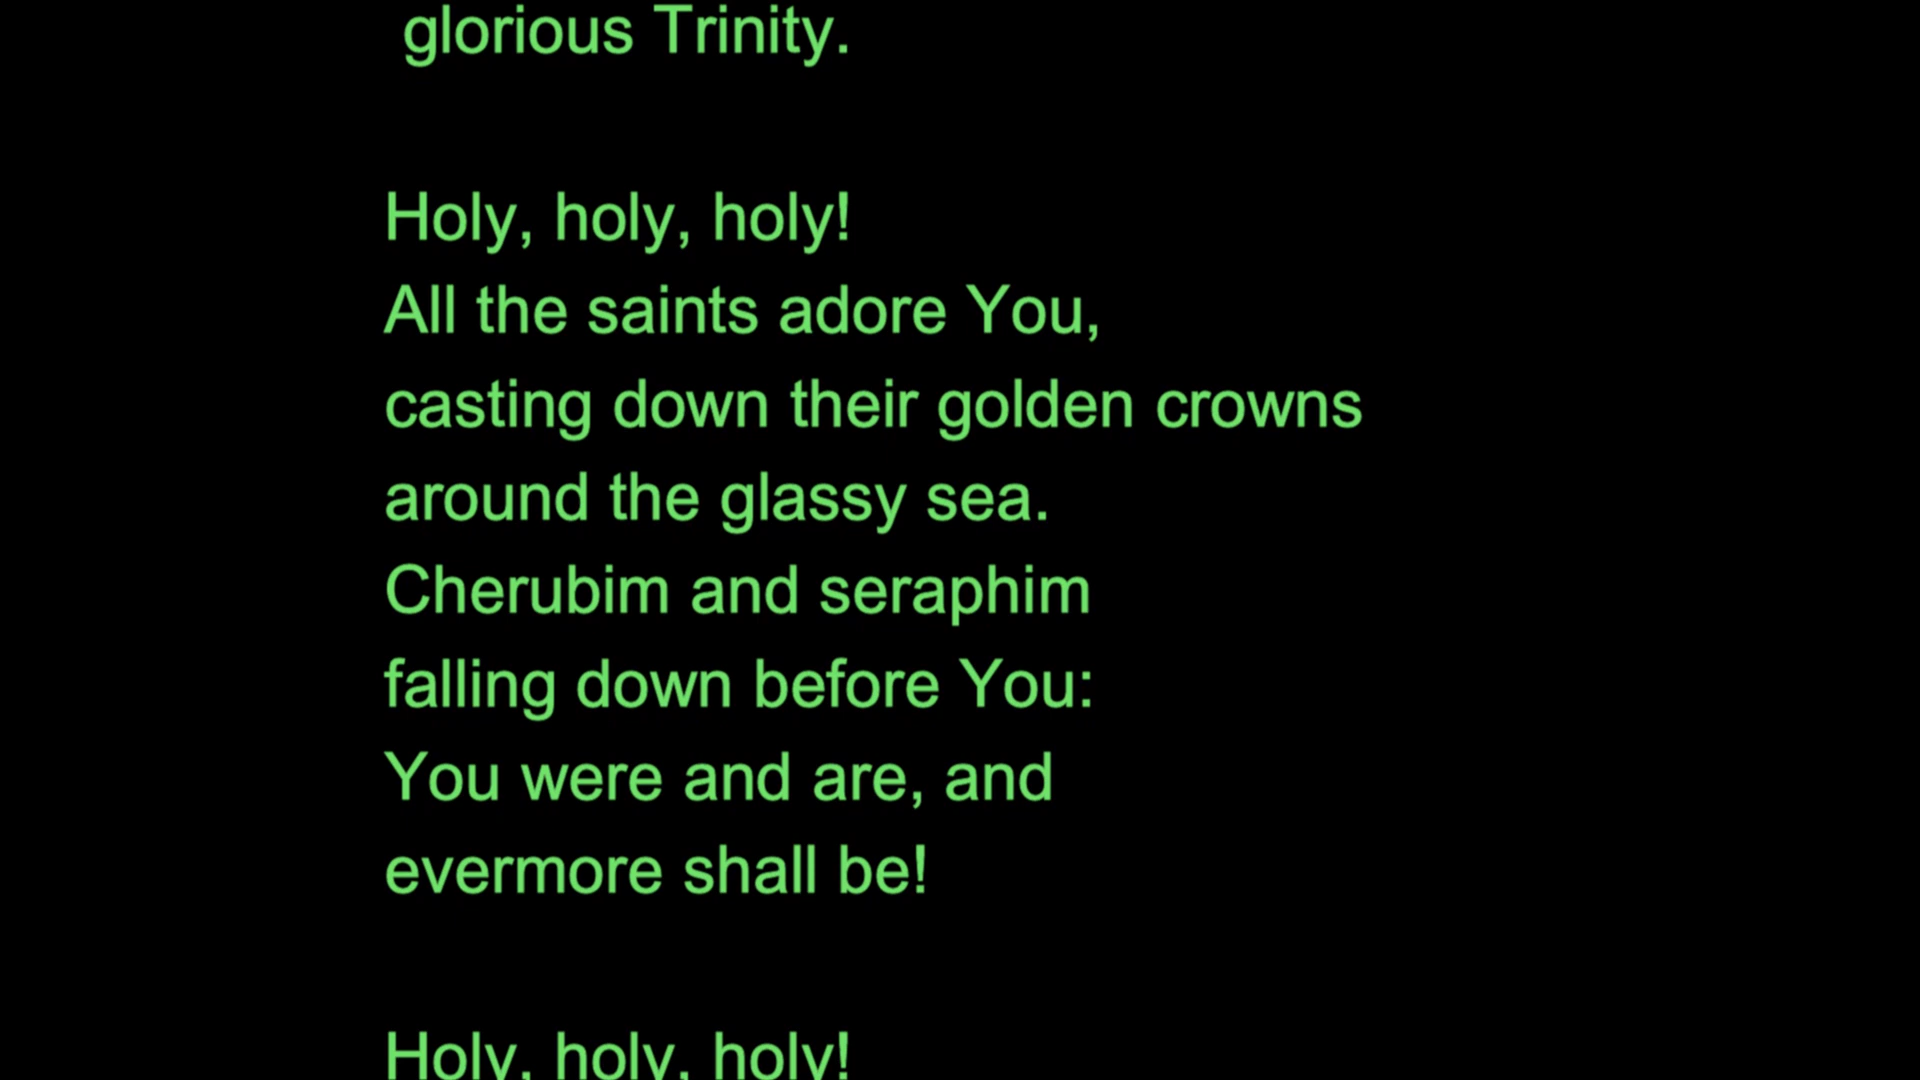 glorious Trinity.
Holy, holy, holy!
All the saints adore You,
casting down their golden crowns
around the glassy sea.
Cherubim and seraphim
falling down before You:
You were and are, and
evermore shall be!
Holy, holy, holy!